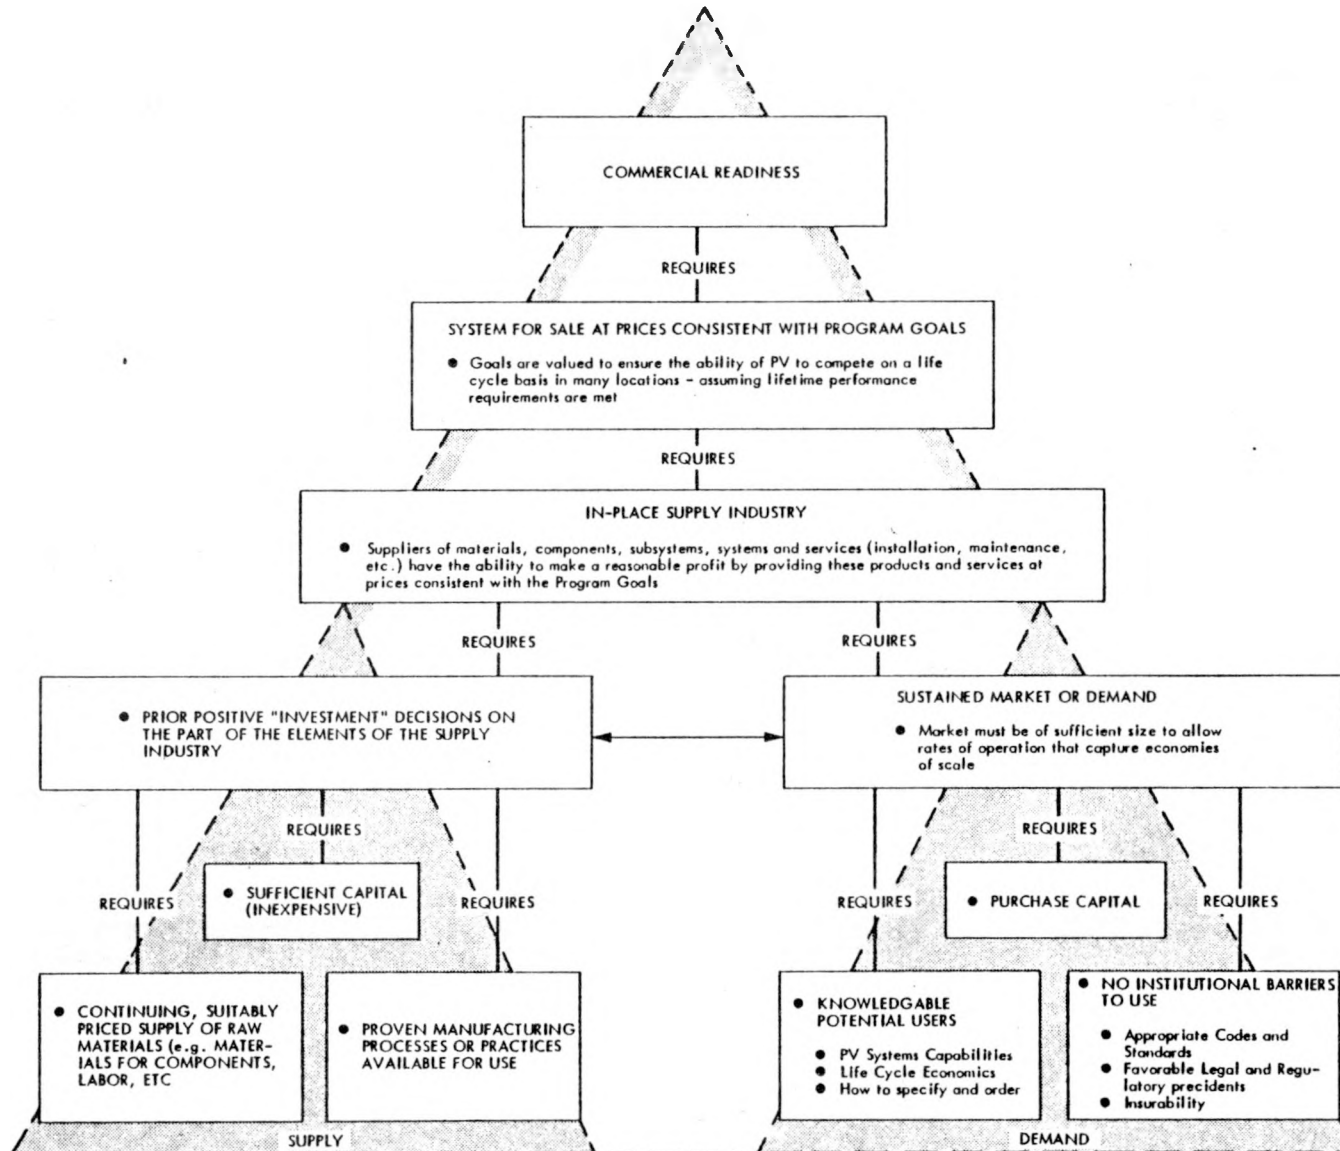 COMMERCIAL READINESS
REQUIRES
SYSTEM FOR SALE AT PRICES CONSISTENT WITH PROGRAM GOALS
● Goals are valued to ensure the ability of PV to compete on a life
cycle basis in many locations - assuming lifetime performance
requirements are met
REQUIRES
IN-PLACE SUPPLY INDUSTRY
● Suppliers of materials, components, subsystems, systems and services (installation, maintenance,
etc.) have the ability to make a reasonable profit by providing these products and services at
prices consistent with the Program Goals
REQUIRES
REQUIRES
● PRIOR POSITIVE "INVESTMENT" DECISIONS ON
THE PART OF THE ELEMENTS OF THE SUPPLY
INDUSTRY
SUSTAINED MARKET OR DEMAND
● Market must be of sufficient size to allow
rates of operation that capture economies
of scale
REQUIRES
REQUIRES
● SUFFICIENT CAPITAL
(INEXPENSIVE)
REQUIRES
REQUIRES
● PURCHASE CAPITAL
REQUIRES
REQUIRES
● CONTINUING, SUITABLY
PRICED SUPPLY OF RAW
MATERIALS (e.g. MATER-
IALS FOR COMPONENTS,
LABOR, ETC
● PROVEN MANUFACTURING
PROCESSES OR PRACTICES
AVAILABLE FOR USE
● KNOWLEDGABLE
POTENTIAL USERS
● PV Systems Capabilities
● Life Cycle Economics
● How to specify and order
● NO INSTITUTIONAL BARRIERS
TO USE
● Appropriate Codes and
Standards
● Favorable Legal and Regu-
latory precidents
● Insurability
SUPPLY
DEMAND